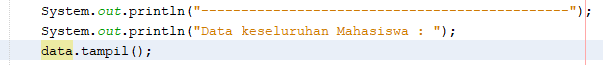 System.out.println("----------------------------------------------");
System.out.println("Data keseluruhan Mahasiswa : ");
data.tampil();